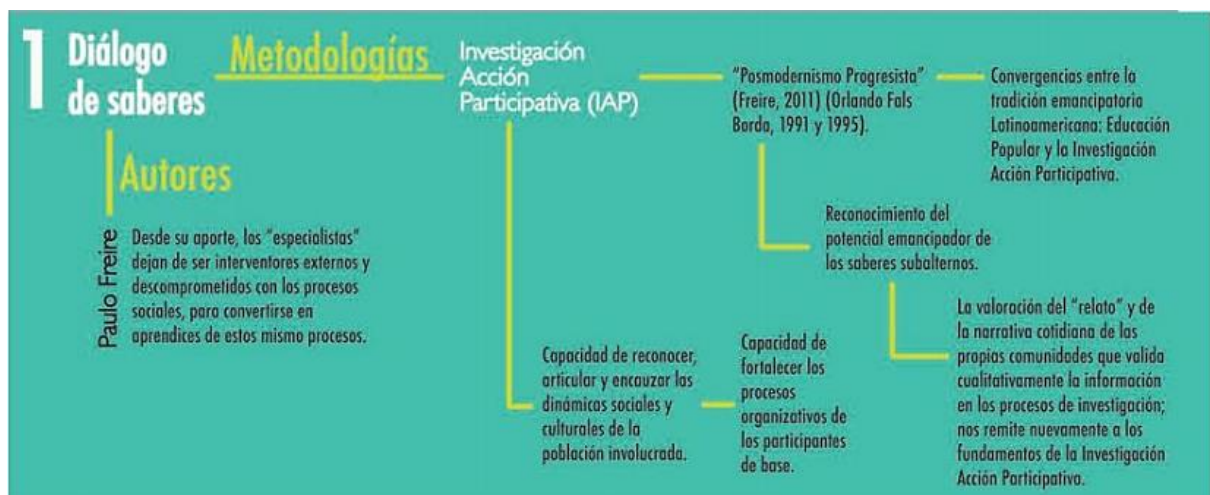 1
Diálogo
de saberes
Metodologías
Investigación
Acción
Participativa (IAP)
"Posmodernismo Progresista"
(Freire, 2011) (Orlando Fals
Borda, 1991 y 1995).
Convergencias entre la
tradición emancipatoria
Latinoamericana: Educación
Popular y la Investigación
Acción Participativa.
Reconocimiento del
potencial emancipador de
los saberes subalternos.
La valoración del "relato" y de
la narrativa cotidiana de las
propias comunidades que valida
cualitativamente la información
en los procesos de investigación;
nos remite nuevamente a los
fundamentos de la Investigación
Acción Participativa.
Capacidad de reconocer,
articular y encauzar las
dinámicas sociales y
culturales de la
población involucrada.
Capacidad de
fortalecer los
procesos
organizativos de
los participantes
de base.
Autores
Paulo Freire
Desde su aporte, los "especialistas"
dejan de ser interventores externos y
descomprometidos con los procesos
sociales, para convertirse en
aprendices de estos mismo procesos.